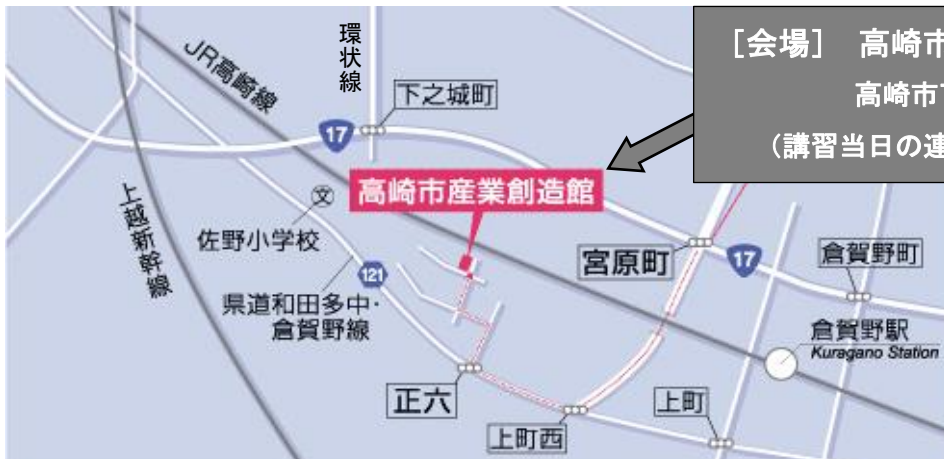 ［会場］　高崎市
高崎市
（講習当日の連
環状線
JR高崎線
下之城町
17
高崎市産業創造館
上越新幹線
文
佐野小学校
121
県道和田多中・
倉賀野線
宮原町
17
倉賀野町
倉賀野駅
Kuragano Station
正六
上町西
上町